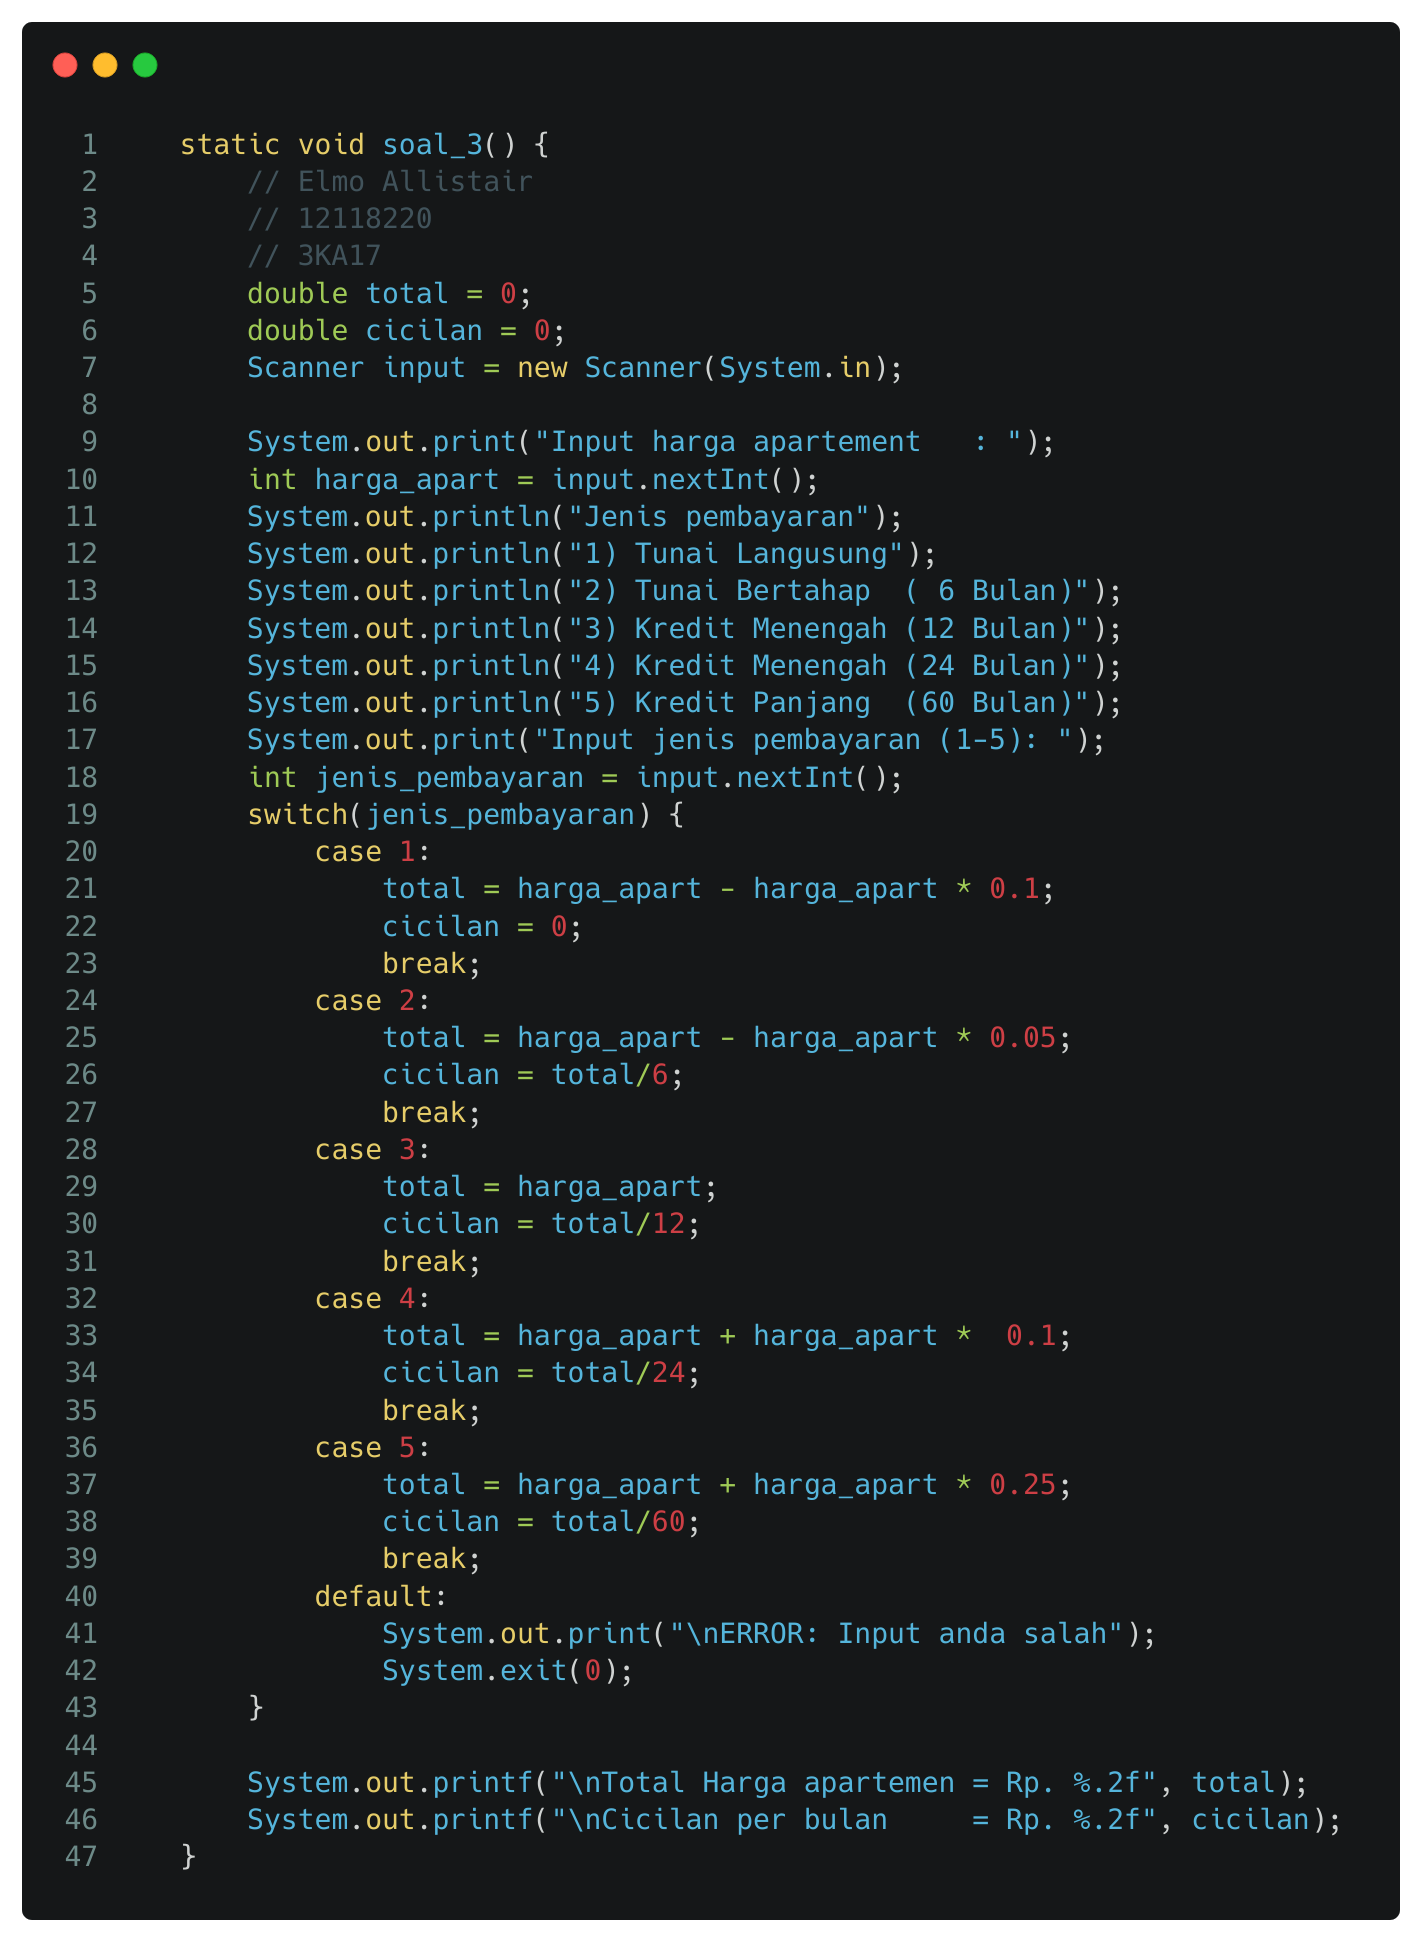 1 static void soal_3() {
2 // Elmo Allistair
3 // 12118220
4 // 3KA17
5 double total = 0;
6 double cicilan = 0;
7 Scanner input = new Scanner(System.in);
8
9 System.out.print("Input harga apartement   : ");
10 int harga_apart = input.nextInt();
11 System.out.println("Jenis pembayaran");
12 System.out.println("1) Tunai Langusung");
13 System.out.println("2) Tunai Bertahap  ( 6 Bulan)");
14 System.out.println("3) Kredit Menengah (12 Bulan)");
15 System.out.println("4) Kredit Menengah (24 Bulan)");
16 System.out.println("5) Kredit Panjang  (60 Bulan)");
17 System.out.print("Input jenis pembayaran (1-5): ");
18 int jenis_pembayaran = input.nextInt();
19 switch(jenis_pembayaran) {
20 case 1:
21 total = harga_apart - harga_apart * 0.1;
22 cicilan = 0;
23 break;
24 case 2:
25 total = harga_apart - harga_apart * 0.05;
26 cicilan = total/6;
27 break;
28 case 3:
29 total = harga_apart;
30 cicilan = total/12;
31 break;
32 case 4:
33 total = harga_apart + harga_apart *  0.1;
34 cicilan = total/24;
35 break;
36 case 5:
37 total = harga_apart + harga_apart * 0.25;
38 cicilan = total/60;
39 break;
40 default:
41 System.out.print("\nERROR: Input anda salah");
42 System.exit(0);
43 }
44
45 System.out.printf("\nTotal Harga apartemen = Rp. %.2f", total);
46 System.out.printf("\nCicilan per bulan     = Rp. %.2f", cicilan);
47 }